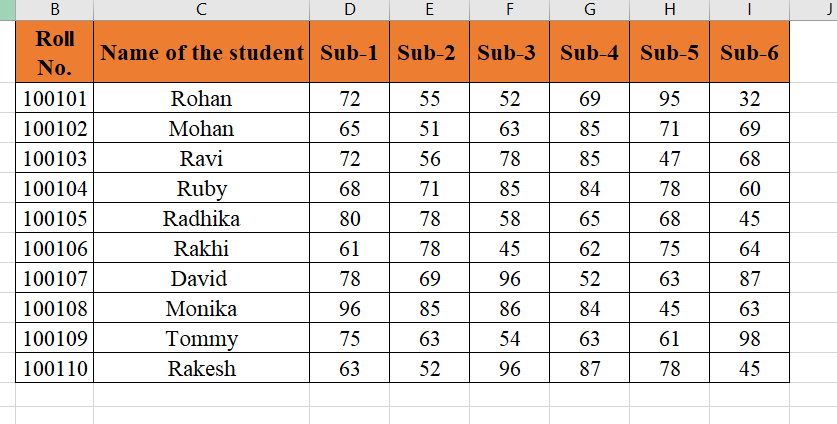 B C D E F G H I J
Roll No. Name of the student Sub-1 Sub-2 Sub-3 Sub-4 Sub-5 Sub-6
100101 Rohan 72 55 52 69 95 32
100102 Mohan 65 51 63 85 71 69
100103 Ravi 72 56 78 85 47 68
100104 Ruby 68 71 85 84 78 60
100105 Radhika 80 78 58 65 68 45
100106 Rakhi 61 78 45 62 75 64
100107 David 78 69 96 52 63 87
100108 Monika 96 85 86 84 45 63
100109 Tommy 75 63 54 63 61 98
100110 Rakesh 63 52 96 87 78 45